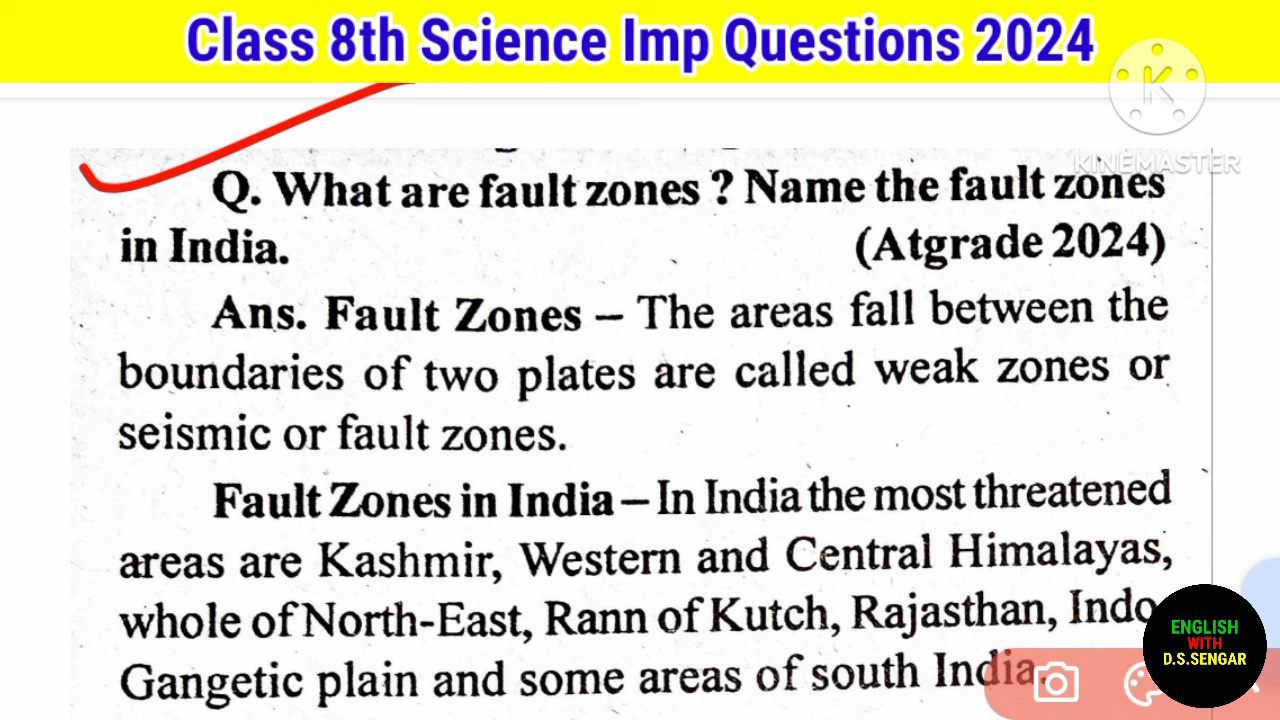 Class 8th Science Imp Questions 2024
K
KINEMASTER
Q. What are fault zones ? Name the fault zones
in India. (Atgrade 2024)
Ans. Fault Zones – The areas fall between the
boundaries of two plates are called weak zones or
seismic or fault zones.
Fault Zones in India – In India the most threatened
areas are Kashmir, Western and Central Himalayas,
whole of North-East, Rann of Kutch, Rajasthan, Indo
Gangetic plain and some areas of south India.
ENGLISH
WITH
D.S.SENGAR